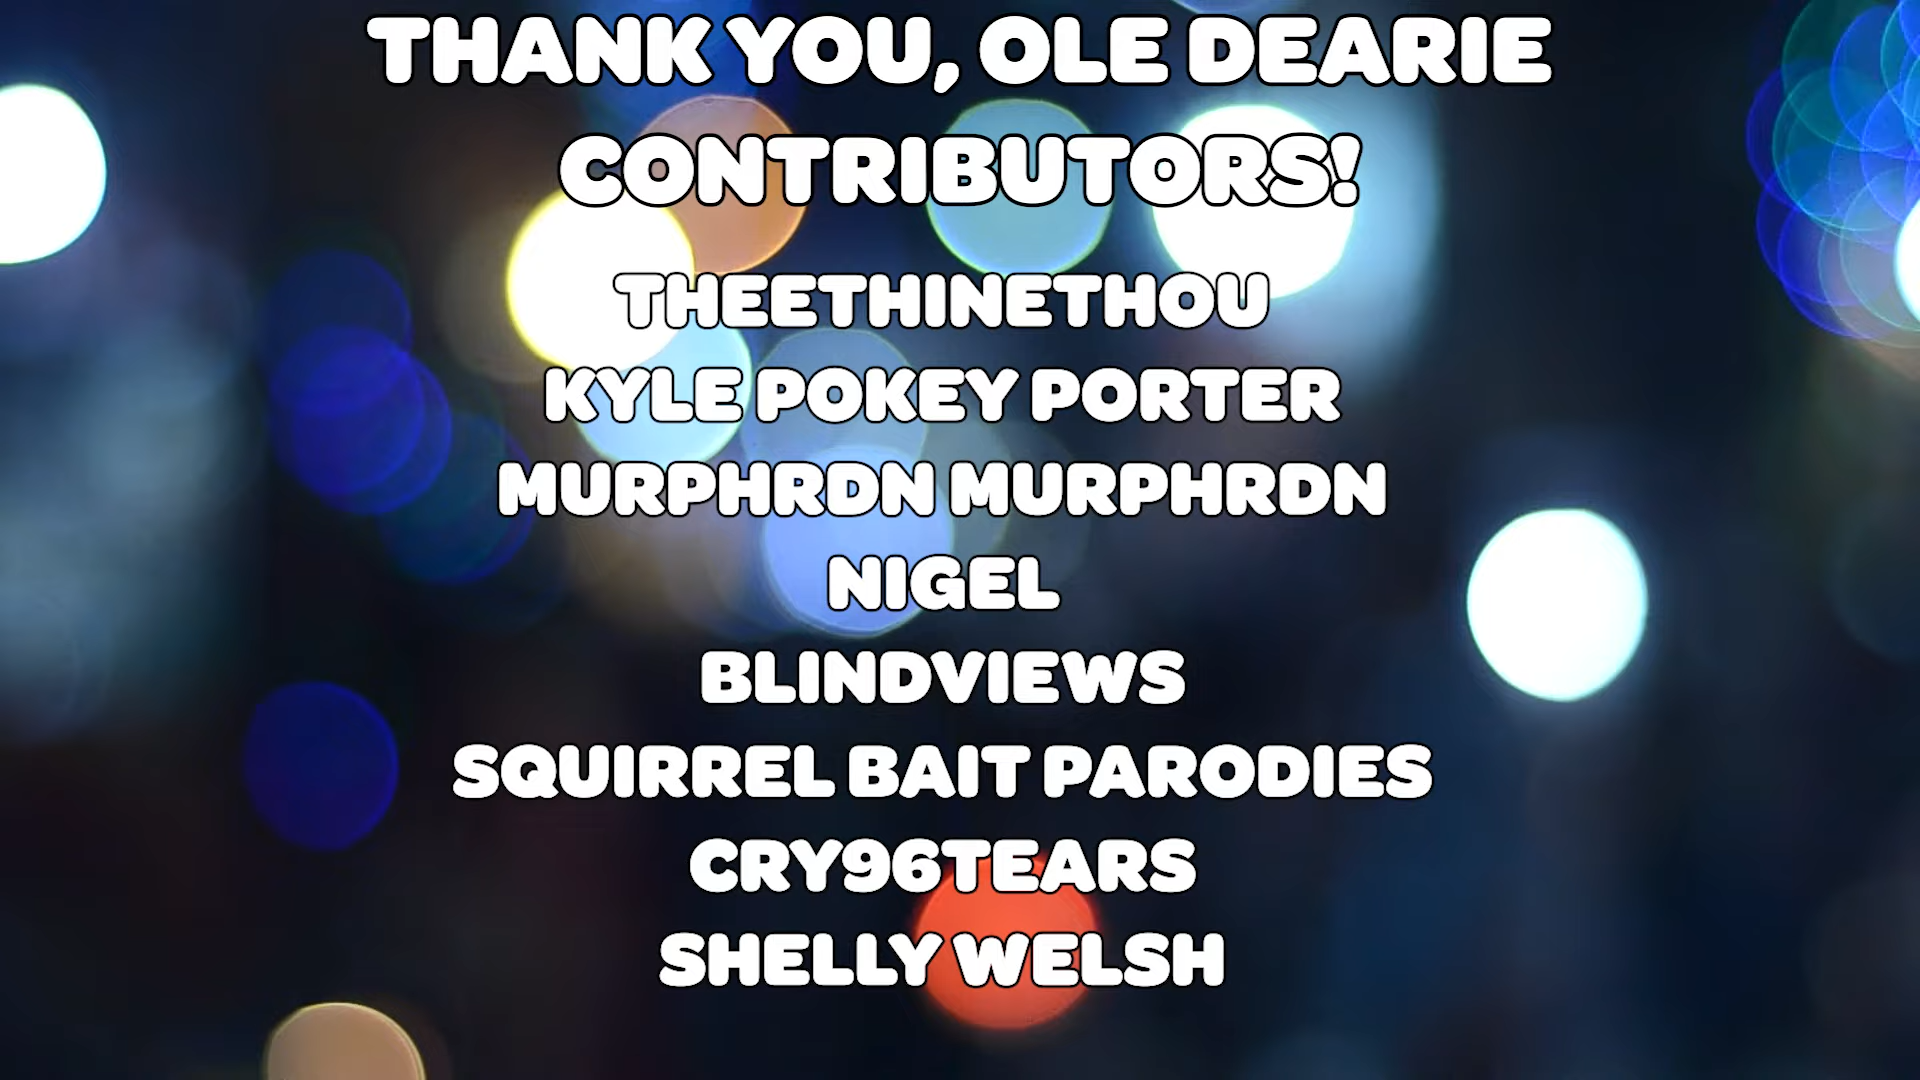 THANK YOU, OLE DEARIE
CONTRIBUTORS!
THEETHINETHOU
KYLE POKEY PORTER
MURPHRDN MURPHRDN
NIGEL
BLINDVIEWS
SQUIRREL BAIT PARODIES
CRY96TEARS
SHELLY WELSH